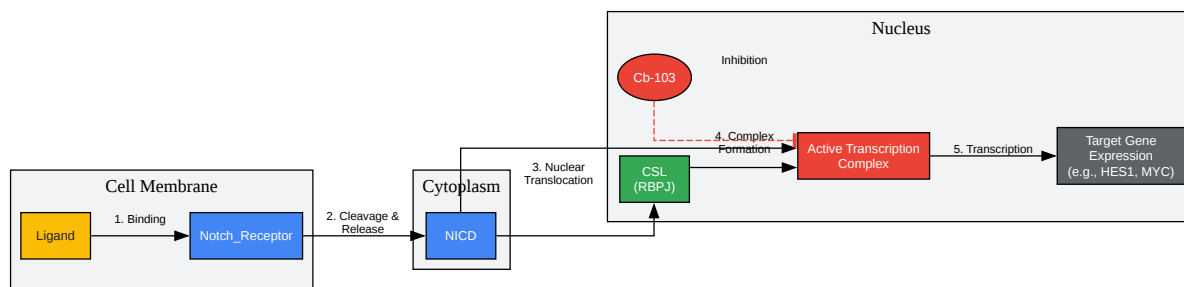 Nucleus
Cb-103
Inhibition
4. Complex
Formation
Active Transcription
Complex
5. Transcription
Target Gene
Expression
(e.g., HES1, MYC)
3. Nuclear
Translocation
CSL
(RBPJ)
Cell Membrane
Ligand
1. Binding
Notch_Receptor
2. Cleavage &
Release
Cytoplasm
NICD